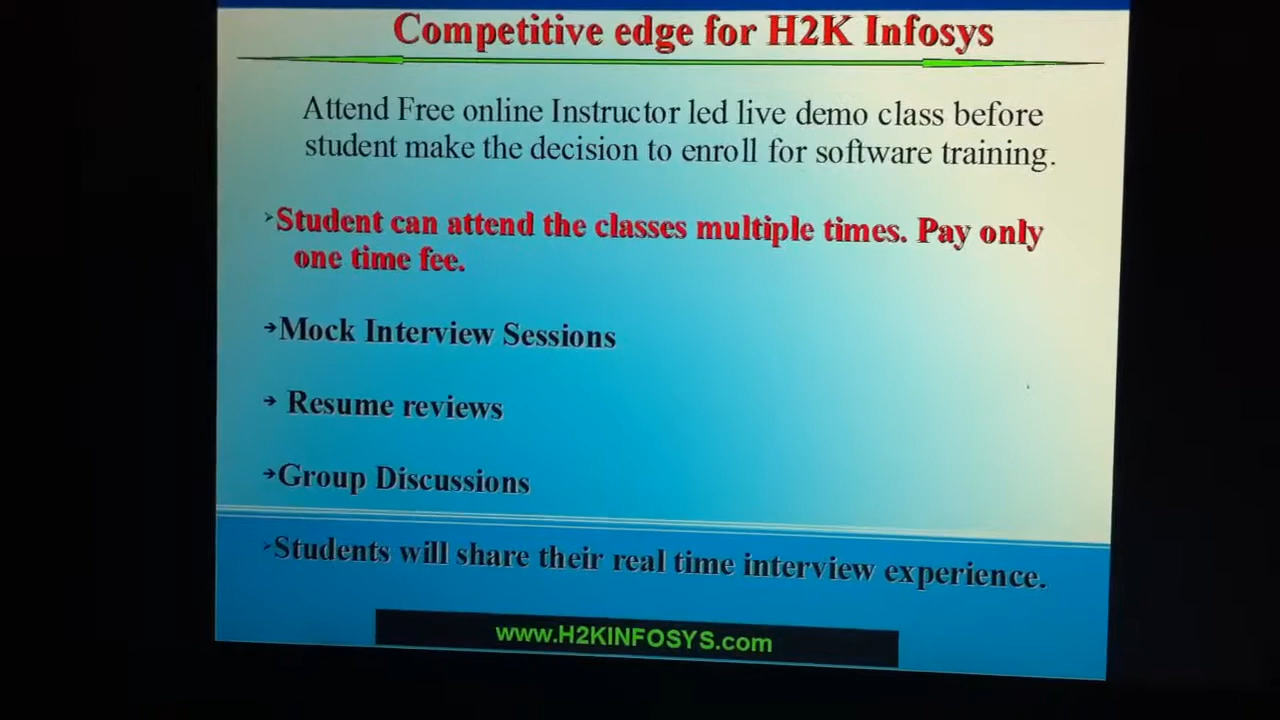 Competitive edge for H2K Infosys
Attend Free online Instructor led live demo class before
student make the decision to enroll for software training.
➢Student can attend the classes multiple times. Pay only
one time fee.
➔Mock Interview Sessions
➔ Resume reviews
➔Group Discussions
➢Students will share their real time interview experience.
www.H2KINFOSYS.com